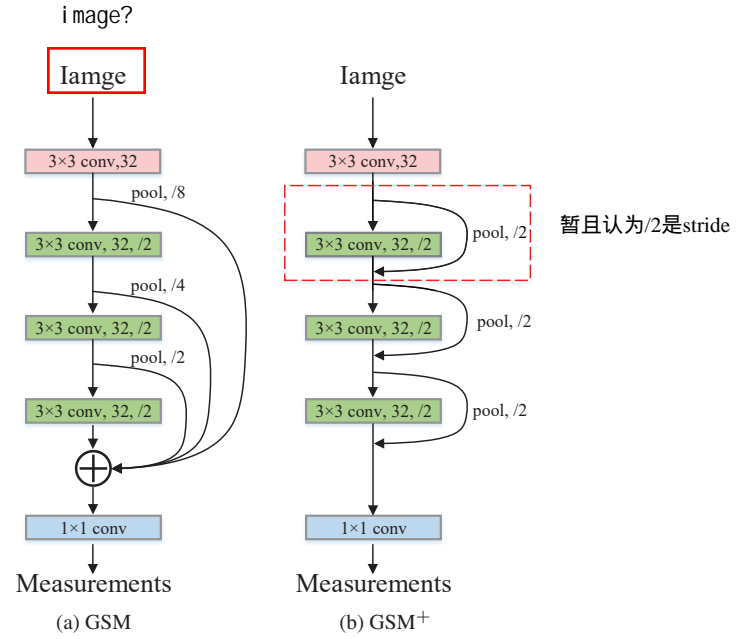 image?
Iamge
3×3 conv,32
pool, /8
3×3 conv, 32, /2
pool, /4
3×3 conv, 32, /2
pool, /2
3×3 conv, 32, /2
1×1 conv
Measurements
(a) GSM
Iamge
3×3 conv,32
pool, /2
3×3 conv, 32, /2
pool, /2
3×3 conv, 32, /2
pool, /2
3×3 conv, 32, /2
1×1 conv
Measurements
(b) GSM+
暂且认为/2是stride